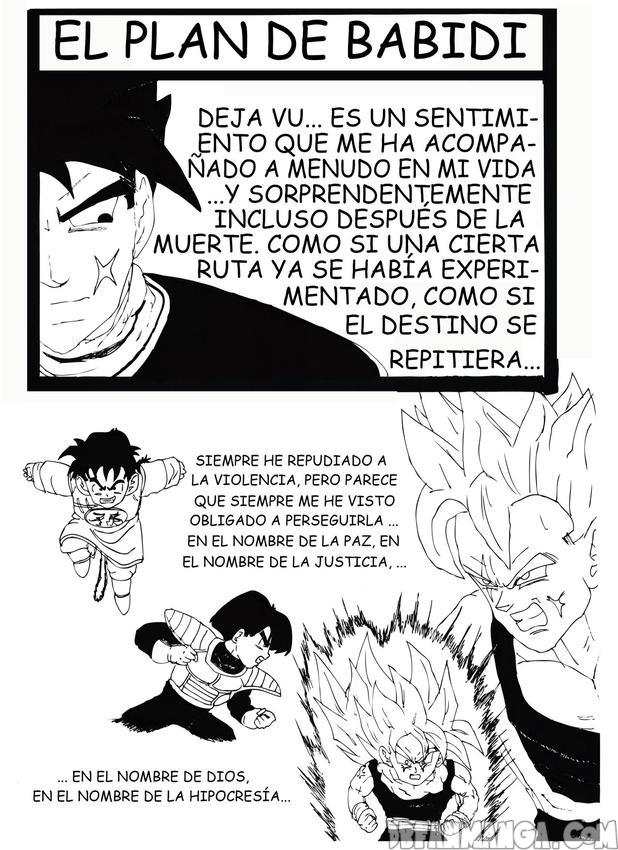 EL PLAN DE BABIDI
DEJA VU... ES UN SENTIMI-
ENTO QUE ME HA ACOMPA-
ÑADO A MENUDO EN MI VIDA
...Y SORPRENDENTEMENTE
INCLUSO DESPUÉS DE LA
MUERTE. COMO SI UNA CIERTA
RUTA YA SE HABÍA EXPERI-
MENTADO, COMO SI
EL DESTINO SE
REPITIERA...
SIEMPRE HE REPUDIADO A
LA VIOLENCIA, PERO PARECE
QUE SIEMPRE ME HE VISTO
OBLIGADO A PERSEGUIRLA ...
EN EL NOMBRE DE LA PAZ, EN
EL NOMBRE DE LA JUSTICIA, ...
... EN EL NOMBRE DE DIOS,
EN EL NOMBRE DE LA HIPOCRESÍA...
DBFANMANGA.COM